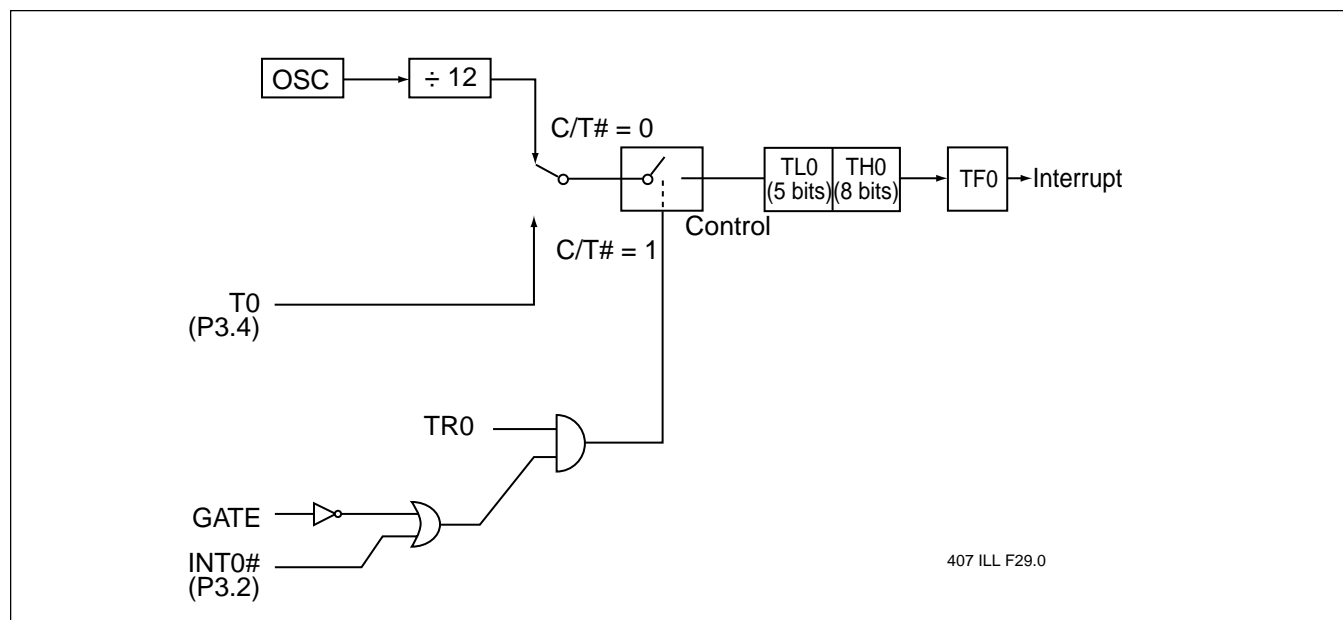 OSC
÷ 12
C/T# = 0
TL0
(5 bits)
TH0
(8 bits)
TF0
Interrupt
Control
C/T# = 1
T0
(P3.4)
TR0
GATE
INT0#
(P3.2)
407 ILL F29.0